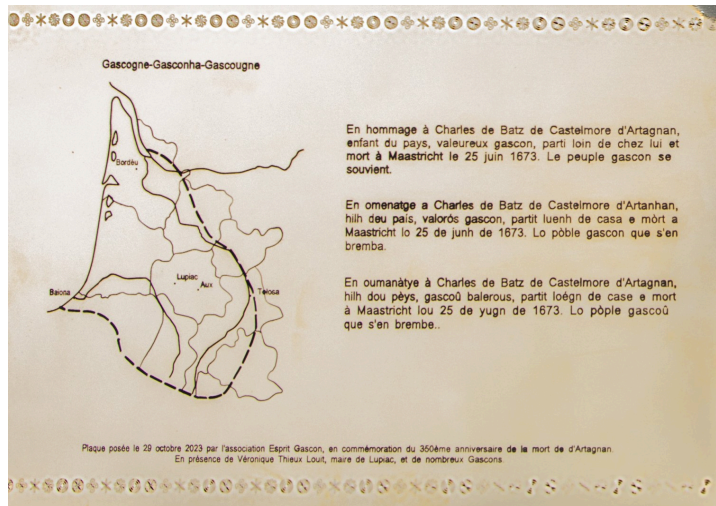 Gascogne-Gasconha-Gascougne
Bordèu
Lupiac
Aux
Baiona
Tolosa
En hommage à Charles de Batz de Castelmore d'Artagnan,
enfant du pays, valeureux gascon, parti loin de chez lui et
mort à Maastricht le 25 juin 1673. Le peuple gascon se
souvient.
En omenatge a Charles de Batz de Castelmore d'Artanhan,
hilh deu país, valorós gascon, partit luenh de casa e mòrt a
Maastricht lo 25 de junh de 1673. Lo pòble gascon que s'en
bremba.
En oumanàtye à Charles de Batz de Castelmore d'Artagnan,
hilh dou pèys, gascoû balerous, partit loégn de case e mort
à Maastricht lou 25 de yugn de 1673. Lo pòple gascoû
que s'en brembe..
Plaque posée le 29 octobre 2023 par l'association Esprit Gascon, en commémoration du 350ème anniversaire de la mort de d'Artagnan.
En présence de Véronique Thieux Louit, maire de Lupiac, et de nombreux Gascons.